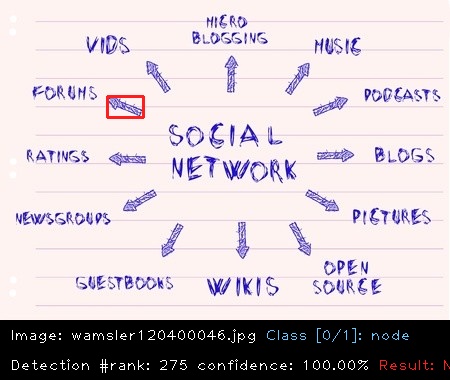 MICRO
BLOGGING
VIDS
MUSIC
FORUMS
PODCASTS
SOCIAL
NETWORK
RATINGS
BLOGS
NEWSGROUPS
PICTURES
GUESTBOOKS
WIKIS
OPEN
SOURCE
Image: wamsler120400046.jpg Class [0/1]: node
Detection #rank: 275 confidence: 100.00% Result: